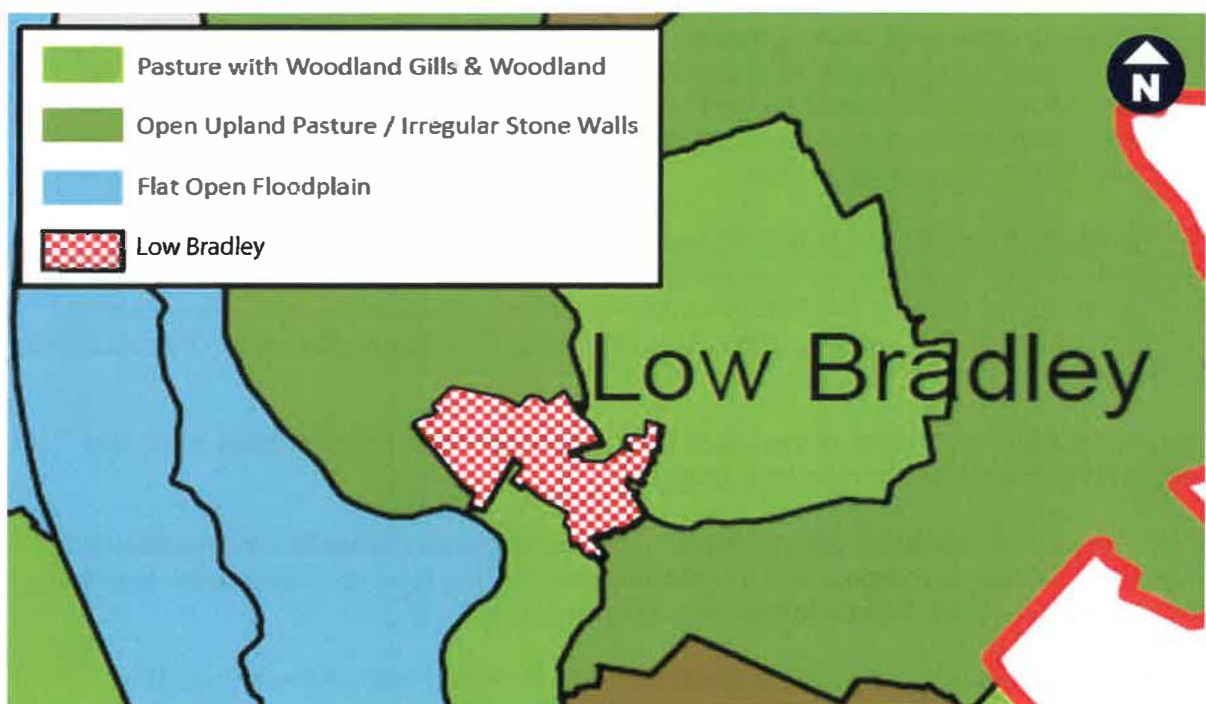 Pasture with Woodland Gills & Woodland
Open Upland Pasture / Irregular Stone Walls
Flat Open Floodplain
Low Bradley
N
Low Bradley